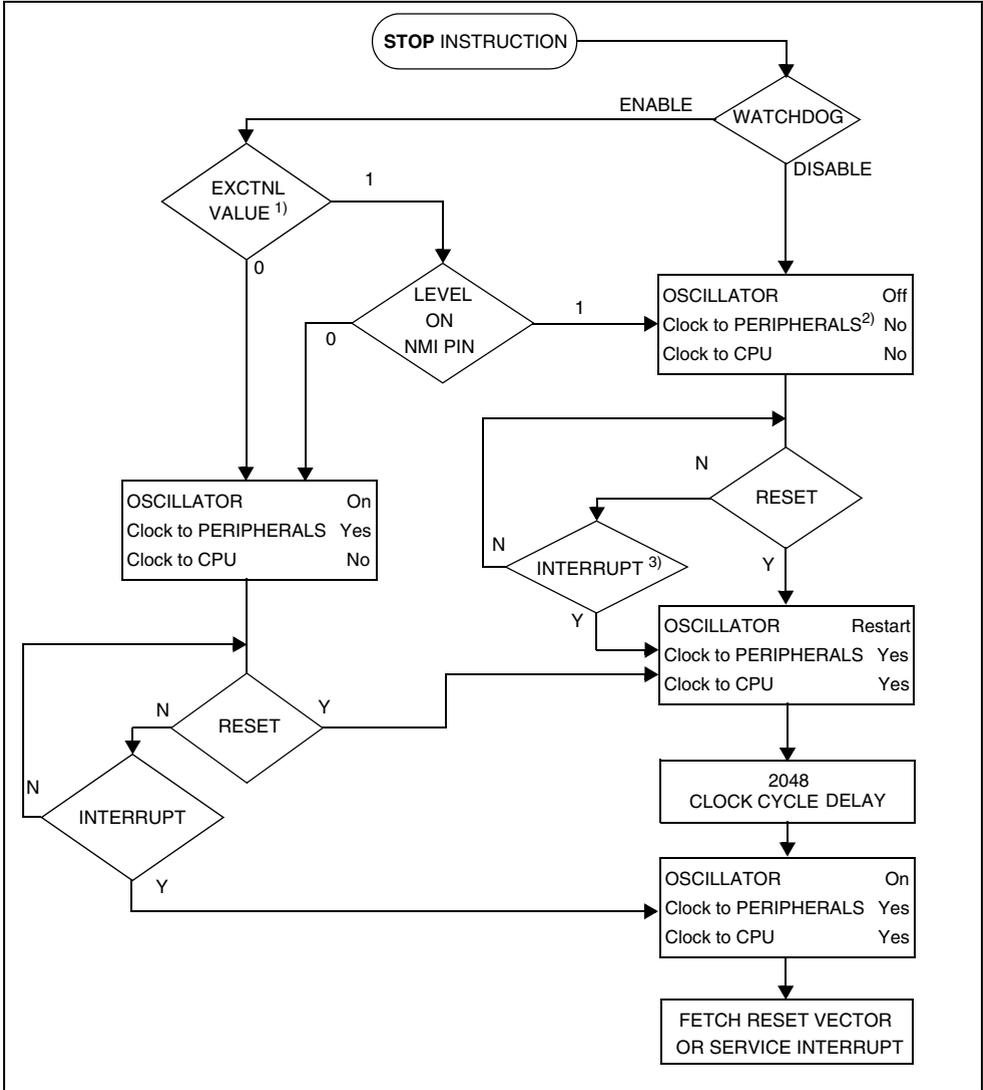 STOP INSTRUCTION
WATCHDOG
ENABLE
DISABLE
EXCTNL
VALUE 1)
1
0
LEVEL
ON
NMI PIN
1
0
OSCILLATOR Off
Clock to PERIPHERALS2) No
Clock to CPU No
N
RESET
Y
N
INTERRUPT 3)
Y
OSCILLATOR On
Clock to PERIPHERALS Yes
Clock to CPU No
OSCILLATOR Restart
Clock to PERIPHERALS Yes
Clock to CPU Yes
N
RESET
Y
N
INTERRUPT
Y
2048
CLOCK CYCLE DELAY
OSCILLATOR On
Clock to PERIPHERALS Yes
Clock to CPU Yes
FETCH RESET VECTOR
OR SERVICE INTERRUPT